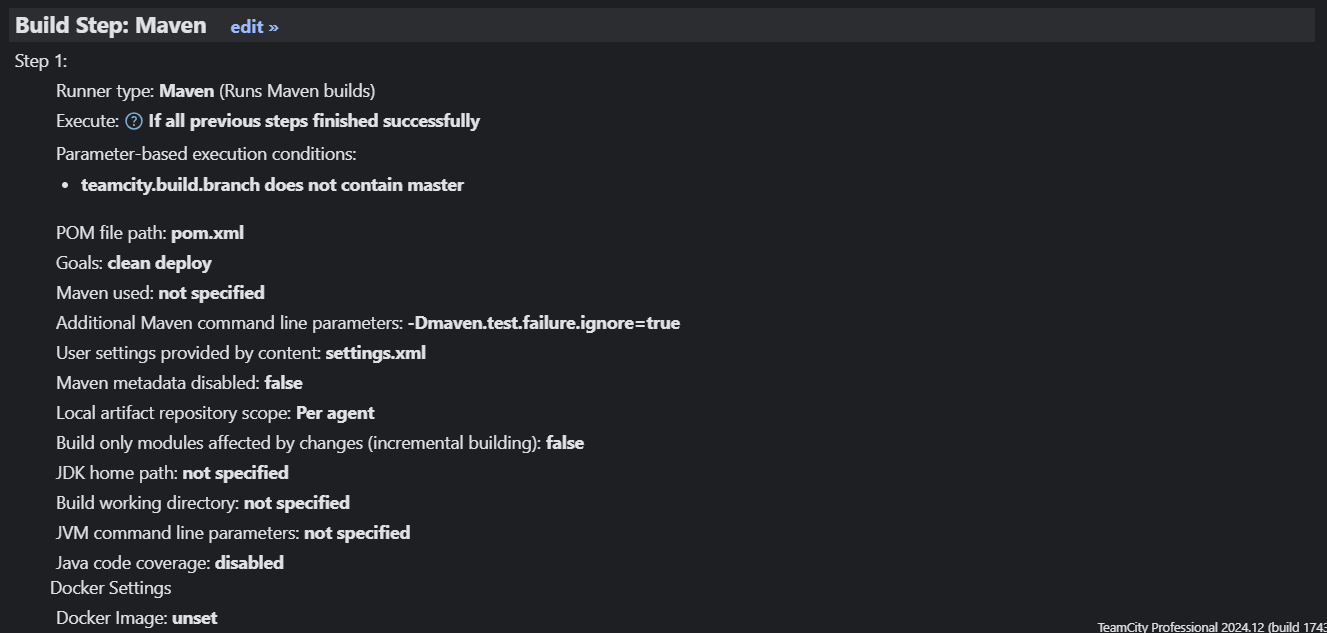 Build Step: Maven edit »
Step 1:
Runner type: Maven (Runs Maven builds)
Execute: ? If all previous steps finished successfully
Parameter-based execution conditions:
• teamcity.build.branch does not contain master
POM file path: pom.xml
Goals: clean deploy
Maven used: not specified
Additional Maven command line parameters: -Dmaven.test.failure.ignore=true
User settings provided by content: settings.xml
Maven metadata disabled: false
Local artifact repository scope: Per agent
Build only modules affected by changes (incremental building): false
JDK home path: not specified
Build working directory: not specified
JVM command line parameters: not specified
Java code coverage: disabled
Docker Settings
Docker Image: unset
TeamCity Professional 2024.12 (build 1743